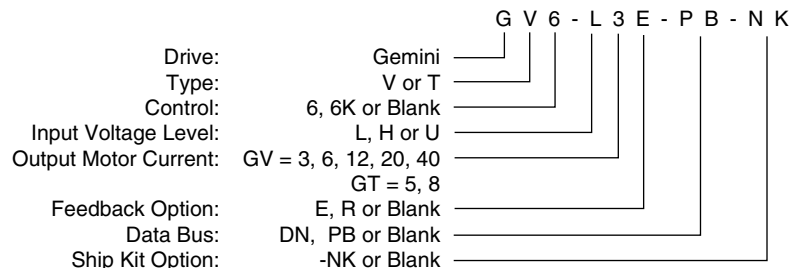 G V 6 - L 3 E - P B - N K
Drive: Gemini
Type: V or T
Control: 6, 6K or Blank
Input Voltage Level: L, H or U
Output Motor Current: GV = 3, 6, 12, 20, 40
GT = 5, 8
Feedback Option: E, R or Blank
Data Bus: DN, PB or Blank
Ship Kit Option: -NK or Blank